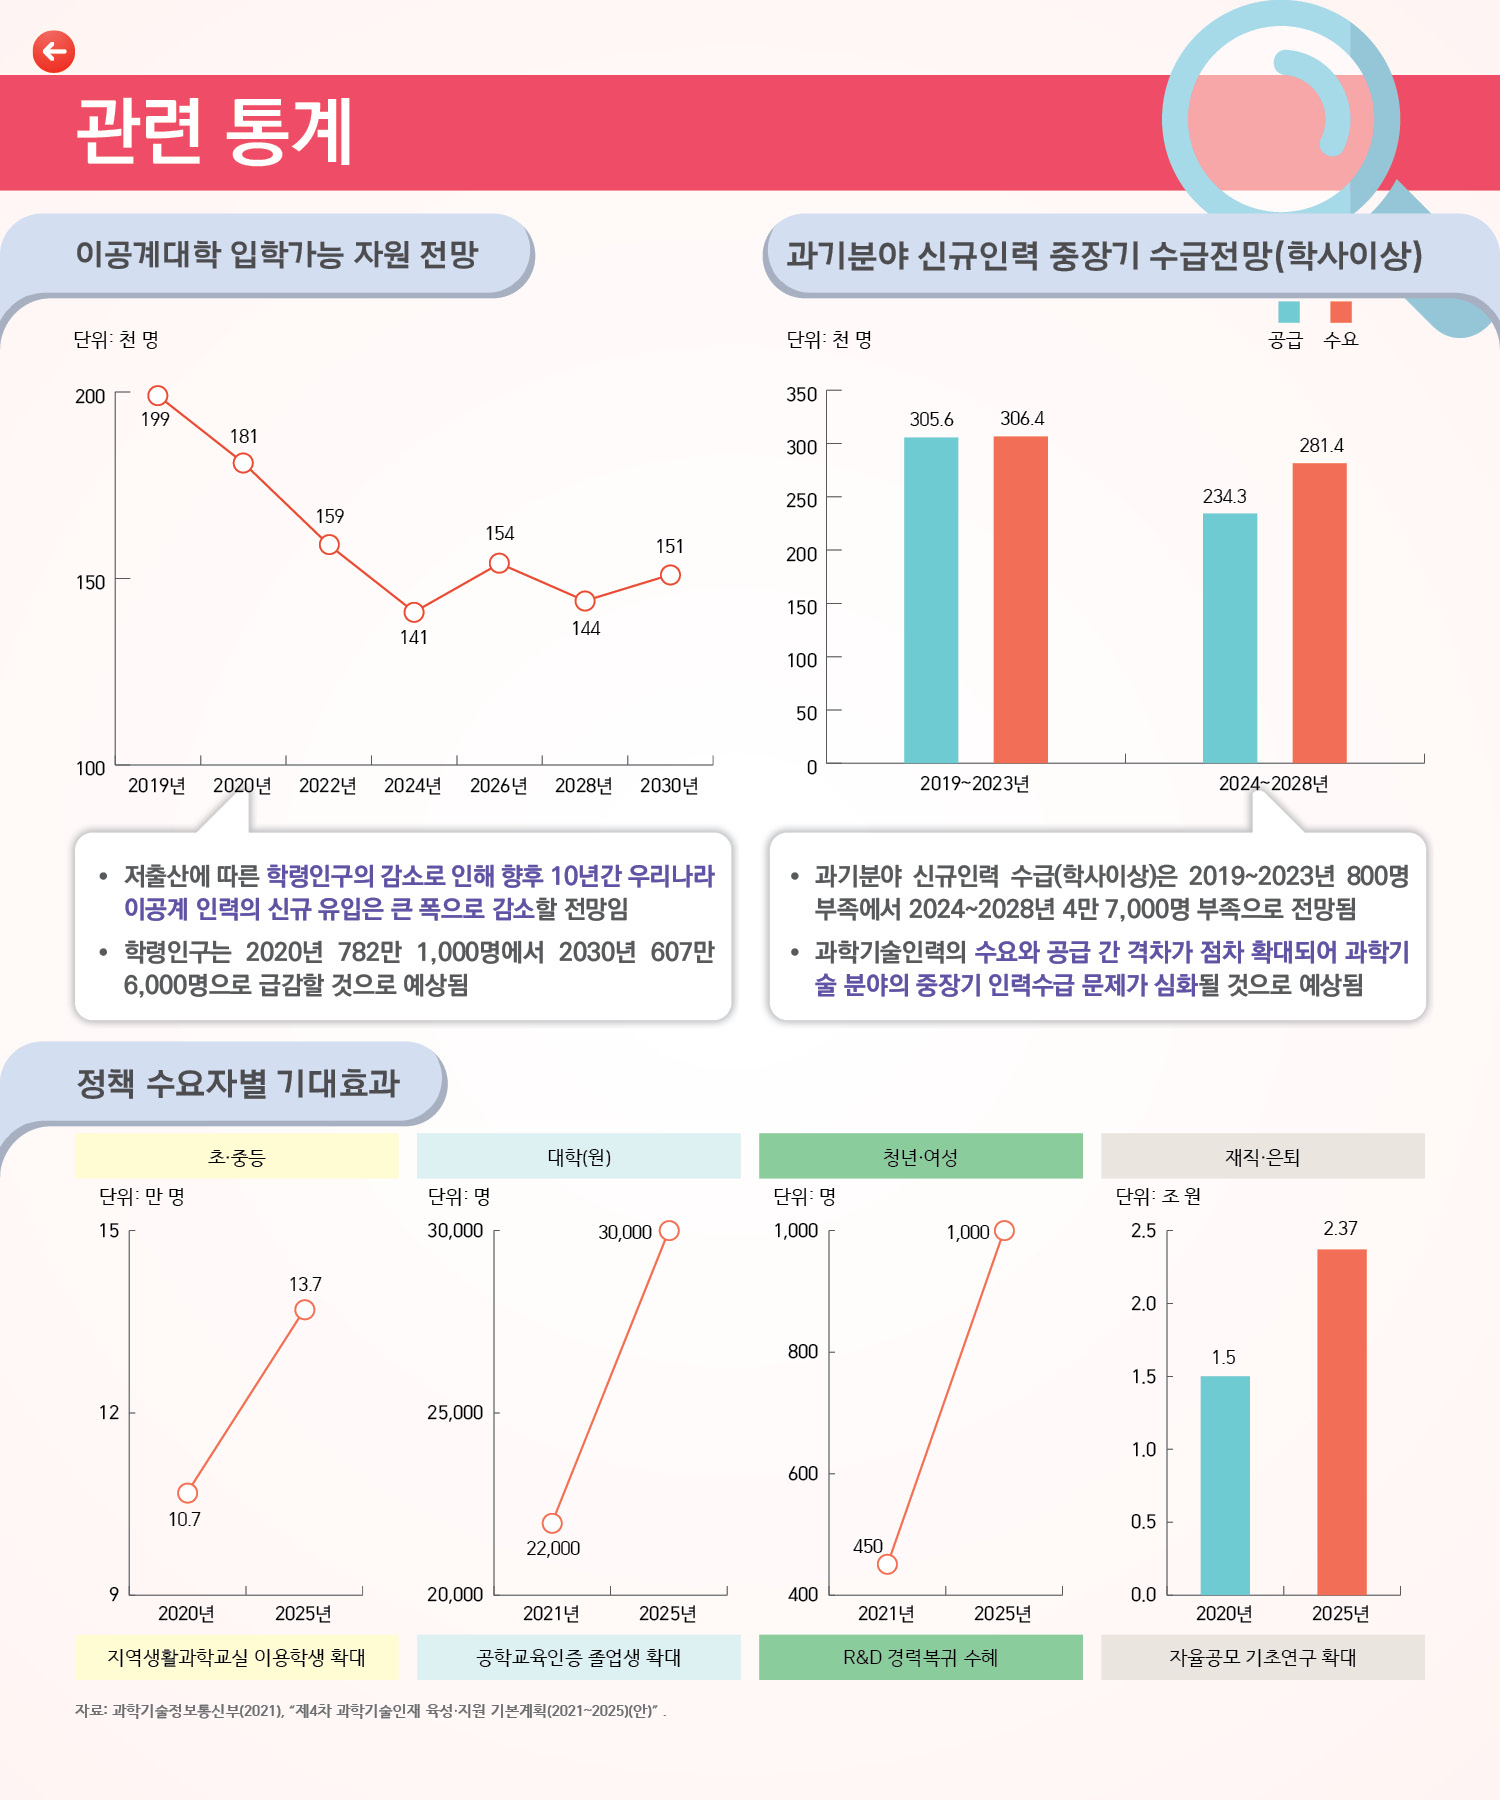 관련 통계
이공계대학 입학가능 자원 전망
단위: 천 명
200
150
100
199
181
159
141
154
144
151
2019년 2020년 2022년 2024년 2026년 2028년 2030년
• 저출산에 따른 학령인구의 감소로 인해 향후 10년간 우리나라
이공계 인력의 신규 유입은 큰 폭으로 감소할 전망임
• 학령인구는 2020년 782만 1,000명에서 2030년 607만
6,000명으로 급감할 것으로 예상됨
과기분야 신규인력 중장기 수급전망(학사이상)
공급 수요
단위: 천 명
350
300
250
200
150
100
50
0
305.6
306.4
234.3
281.4
2019~2023년 2024~2028년
• 과기분야 신규인력 수급(학사이상)은 2019~2023년 800명
부족에서 2024~2028년 4만 7,000명 부족으로 전망됨
• 과학기술인력의 수요와 공급 간 격차가 점차 확대되어 과학기
술 분야의 중장기 인력수급 문제가 심화될 것으로 예상됨
정책 수요자별 기대효과
초·중등
단위: 만 명
15
12
9
10.7
13.7
2020년 2025년
지역생활과학교실 이용학생 확대
대학(원)
단위: 명
30,000
25,000
20,000
22,000
30,000
2021년 2025년
공학교육인증 졸업생 확대
청년·여성
단위: 명
1,000
800
600
400
450
1,000
2021년 2025년
R&D 경력복귀 수혜
재직·은퇴
단위: 조 원
2.5
2.0
1.5
1.0
0.5
0.0
1.5
2.37
2020년 2025년
자율공모 기초연구 확대
자료: 과학기술정보통신부(2021), “제4차 과학기술인재 육성·지원 기본계획(2021~2025)(안)” .